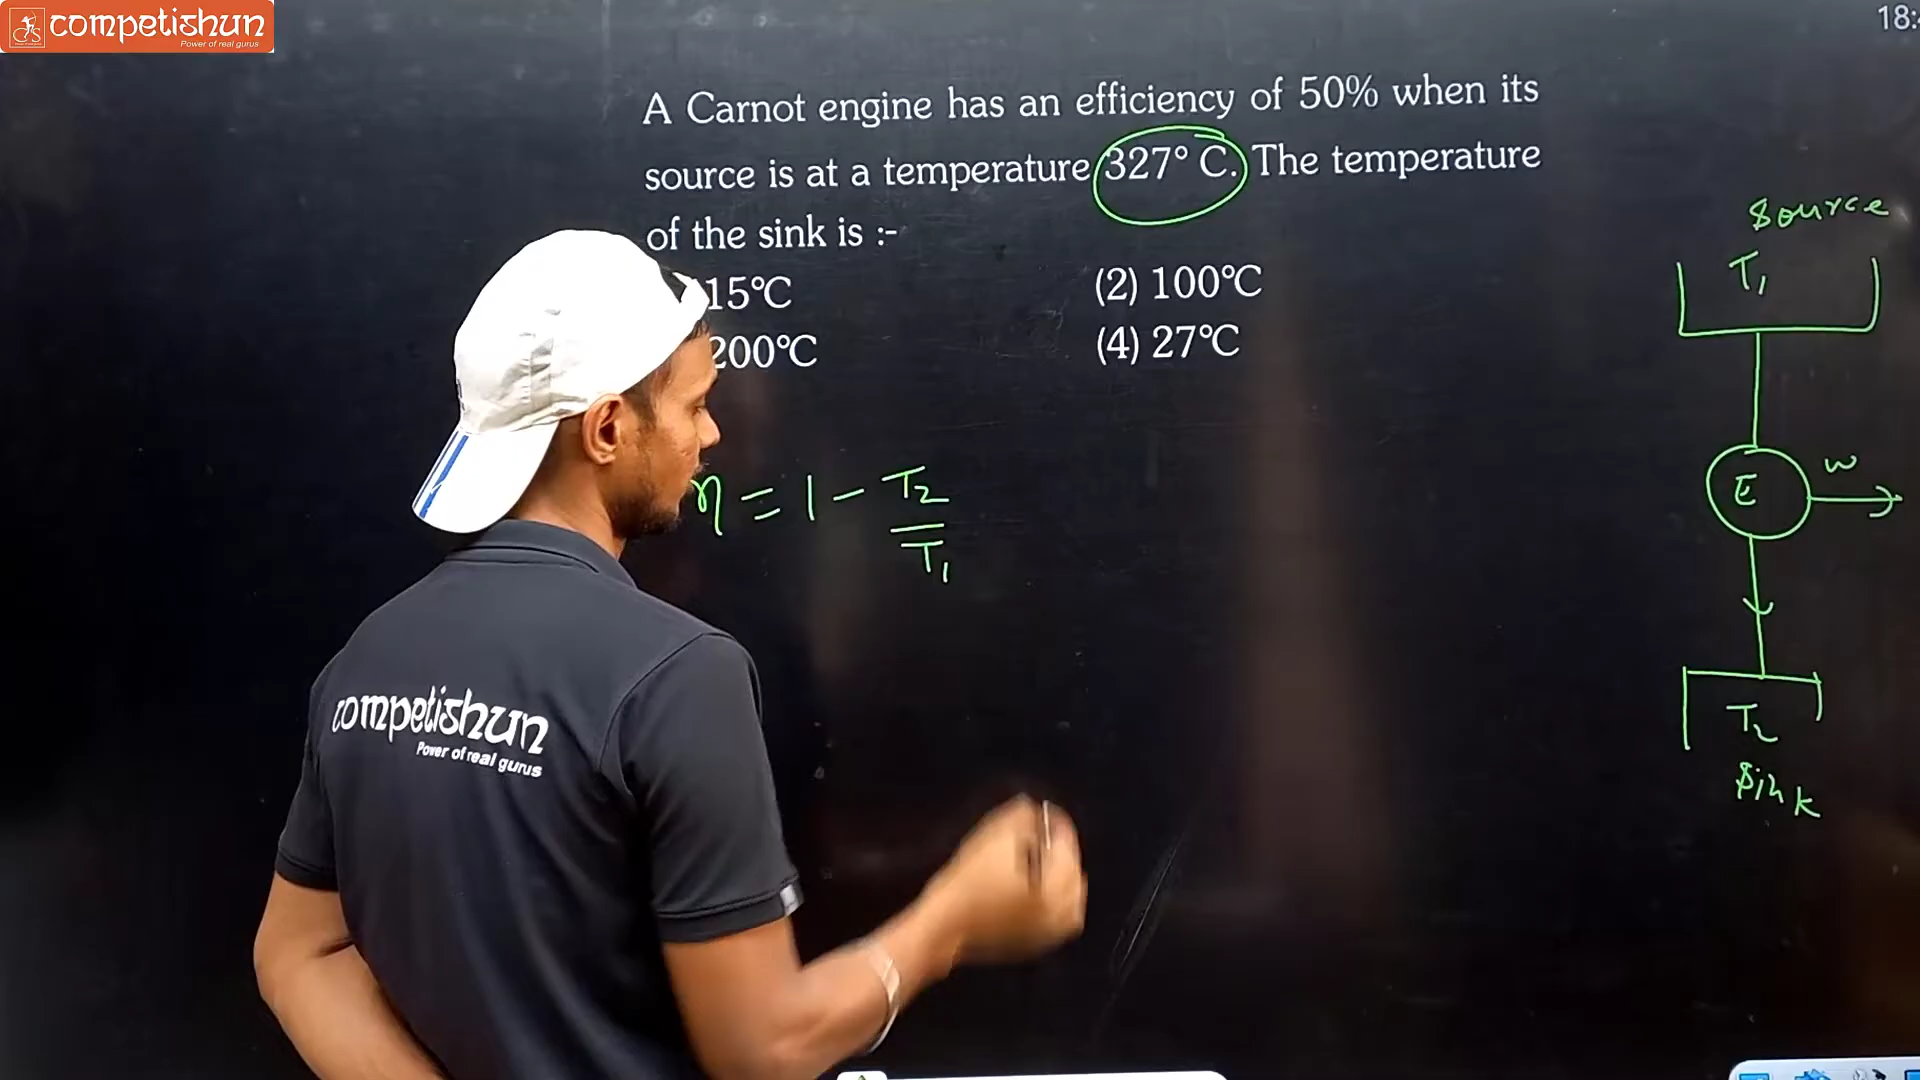 competishun
Power of real gurus
18:
A Carnot engine has an efficiency of 50% when its
source is at a temperature 327° C. The temperature
of the sink is :-
15°C
(2) 100°C
200°C
(4) 27°C
η = 1 - T2
T1
Source
T1
E
w
T2
Sink
competishun
Power of real gurus